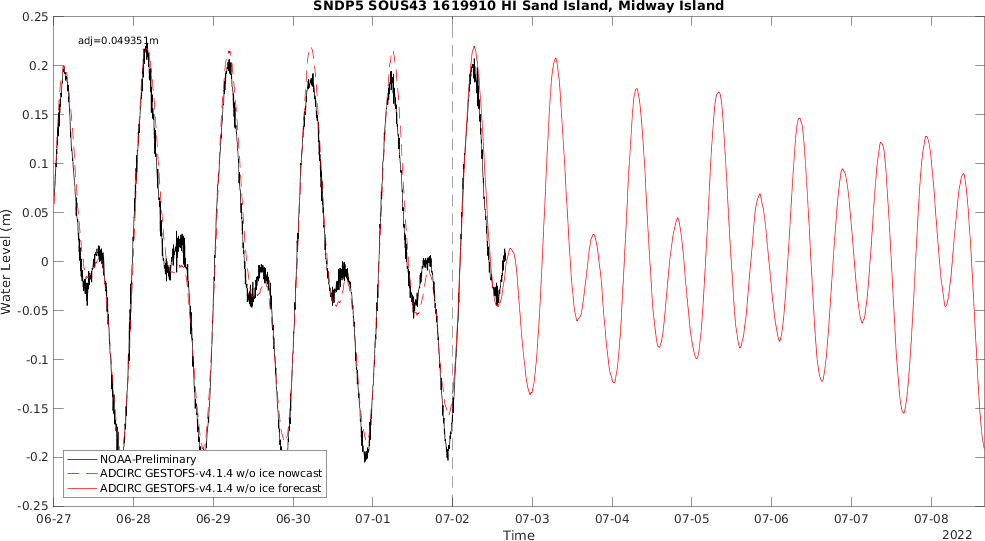 SNDP5 SOUS43 1619910 HI Sand Island, Midway Island
adj=0.049351m
0.25
0.2
0.15
0.1
0.05
0
-0.05
-0.1
-0.15
-0.2
-0.25
Water Level (m)
NOAA-Preliminary
ADCIRC GESTOFS-v4.1.4 w/o ice nowcast
ADCIRC GESTOFS-v4.1.4 w/o ice forecast
06-27 06-28 06-29 06-30 07-01 07-02 07-03 07-04 07-05 07-06 07-07 07-08
Time
2022